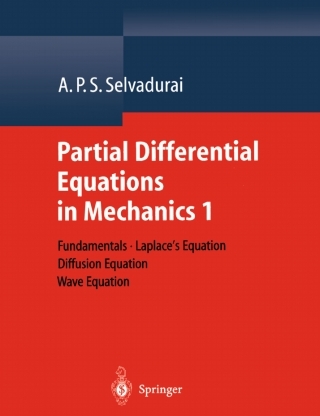 A. P. S. Selvadurai
Partial Differential
Equations
in Mechanics 1
Fundamentals · Laplace's Equation
Diffusion Equation
Wave Equation
Springer